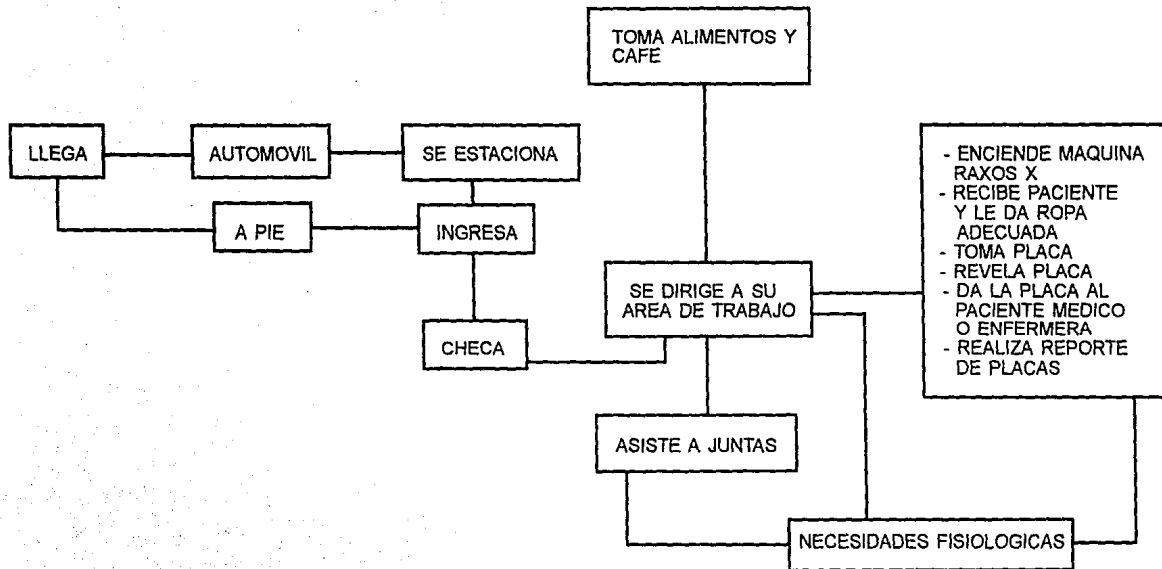 TOMA ALIMENTOS Y
CAFE
LLEGA
AUTOMOVIL
SE ESTACIONA
A PIE
INGRESA
CHECA
SE DIRIGE A SU
AREA DE TRABAJO
- ENCIENDE MAQUINA
RAXOS X
- RECIBE PACIENTE
Y LE DA ROPA
ADECUADA
- TOMA PLACA
- REVELA PLACA
- DA LA PLACA AL
PACIENTE MEDICO
O ENFERMERA
- REALIZA REPORTE
DE PLACAS
ASISTE A JUNTAS
NECESIDADES FISIOLOGICAS